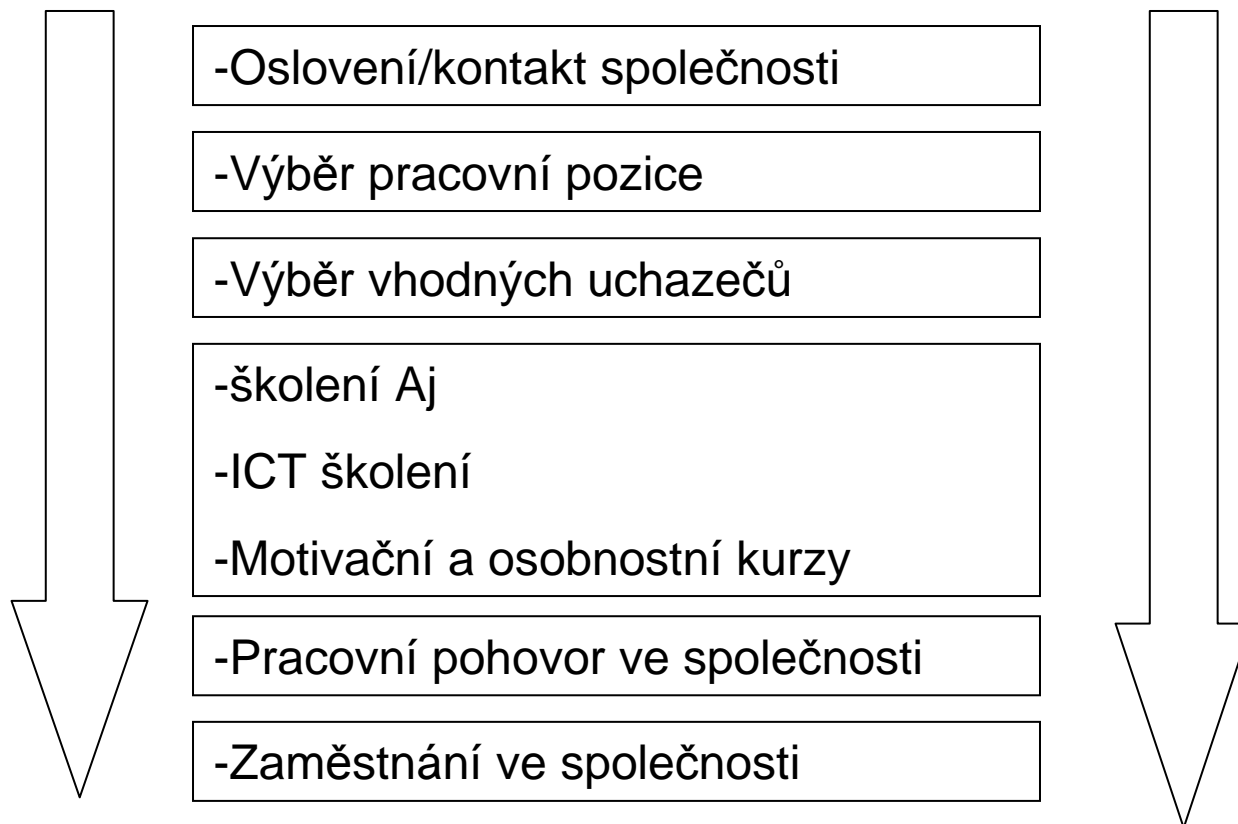 -Oslovení/kontakt společnosti
-Výběr pracovní pozice
-Výběr vhodných uchazečů
-školení Aj
-ICT školení
-Motivační a osobnostní kurzy
-Pracovní pohovor ve společnosti
-Zaměstnání ve společnosti